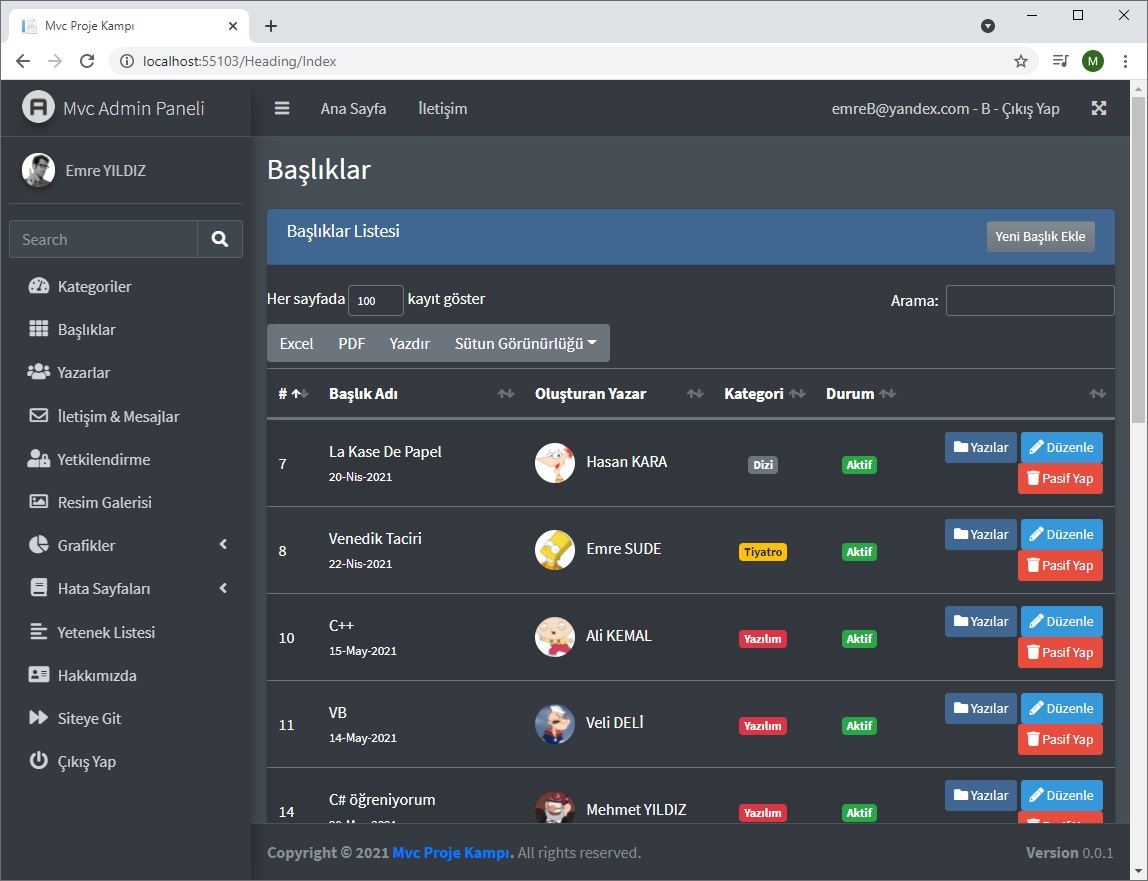 Mvc Proje Kampı
localhost:55103/Heading/Index
M
Mvc Admin Paneli
Ana Sayfa
İletişim
emreB@yandex.com - B - Çıkış Yap
Emre YILDIZ
Search
Kategoriler
Başlıklar
Yazarlar
İletişim & Mesajlar
Yetkilendirme
Resim Galerisi
Grafikler
Hata Sayfaları
Yetenek Listesi
Hakkımızda
Siteye Git
Çıkış Yap
Başlıklar
Başlıklar Listesi
Yeni Başlık Ekle
Her sayfada 100 kayıt göster
Arama:
Excel PDF Yazdır Sütun Görünürlüğü
# Başlık Adı Oluşturan Yazar Kategori Durum
7 La Kase De Papel Hasan KARA Dizi Aktif Yazılar Düzenle
20-Nis-2021 Pasif Yap
8 Venedik Taciri Emre SUDE Tiyatro Aktif Yazılar Düzenle
22-Nis-2021 Pasif Yap
10 C++ Ali KEMAL Yazılım Aktif Yazılar Düzenle
15-May-2021 Pasif Yap
11 VB Veli DELİ Yazılım Aktif Yazılar Düzenle
14-May-2021 Pasif Yap
14 C# öğreniyorum Mehmet YILDIZ Yazılım Aktif Yazılar Düzenle
Copyright © 2021 Mvc Proje Kampı. All rights reserved.
Version 0.0.1